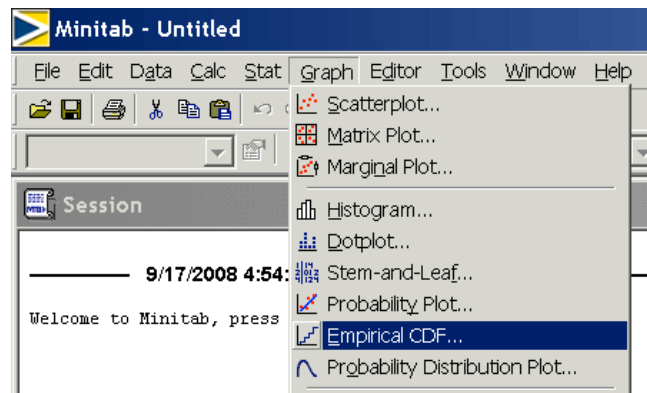 Minitab - Untitled
File Edit Data Calc Stat Graph Editor Tools Window Help
Scatterplot...
Matrix Plot...
Marginal Plot...
Session
Histogram...
Dotplot...
9/17/2008 4:54:
Stem-and-Leaf...
Probability Plot...
Welcome to Minitab, press
Empirical CDF...
Probability Distribution Plot...